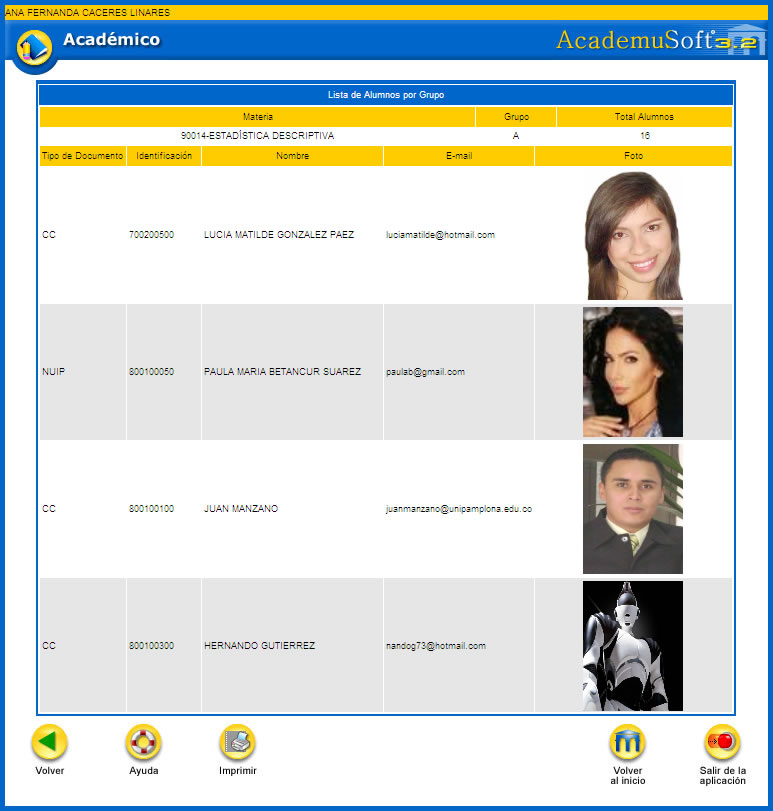 ANA FERNANDA CACERES LINARES
Académico
AcademuSoft 3.2
Lista de Alumnos por Grupo
Materia Grupo Total Alumnos
90014-ESTADÍSTICA DESCRIPTIVA A 16
Tipo de Documento Identificación Nombre E-mail Foto
CC 700200500 LUCIA MATILDE GONZALEZ PAEZ luciamatilde@hotmail.com
NUIP 800100050 PAULA MARIA BETANCUR SUAREZ paulab@gmail.com
CC 800100100 JUAN MANZANO juanmanzano@unipamplona.edu.co
CC 800100300 HERNANDO GUTIERREZ nandog73@hotmail.com
Volver Ayuda Imprimir Volver al inicio Salir de la aplicación